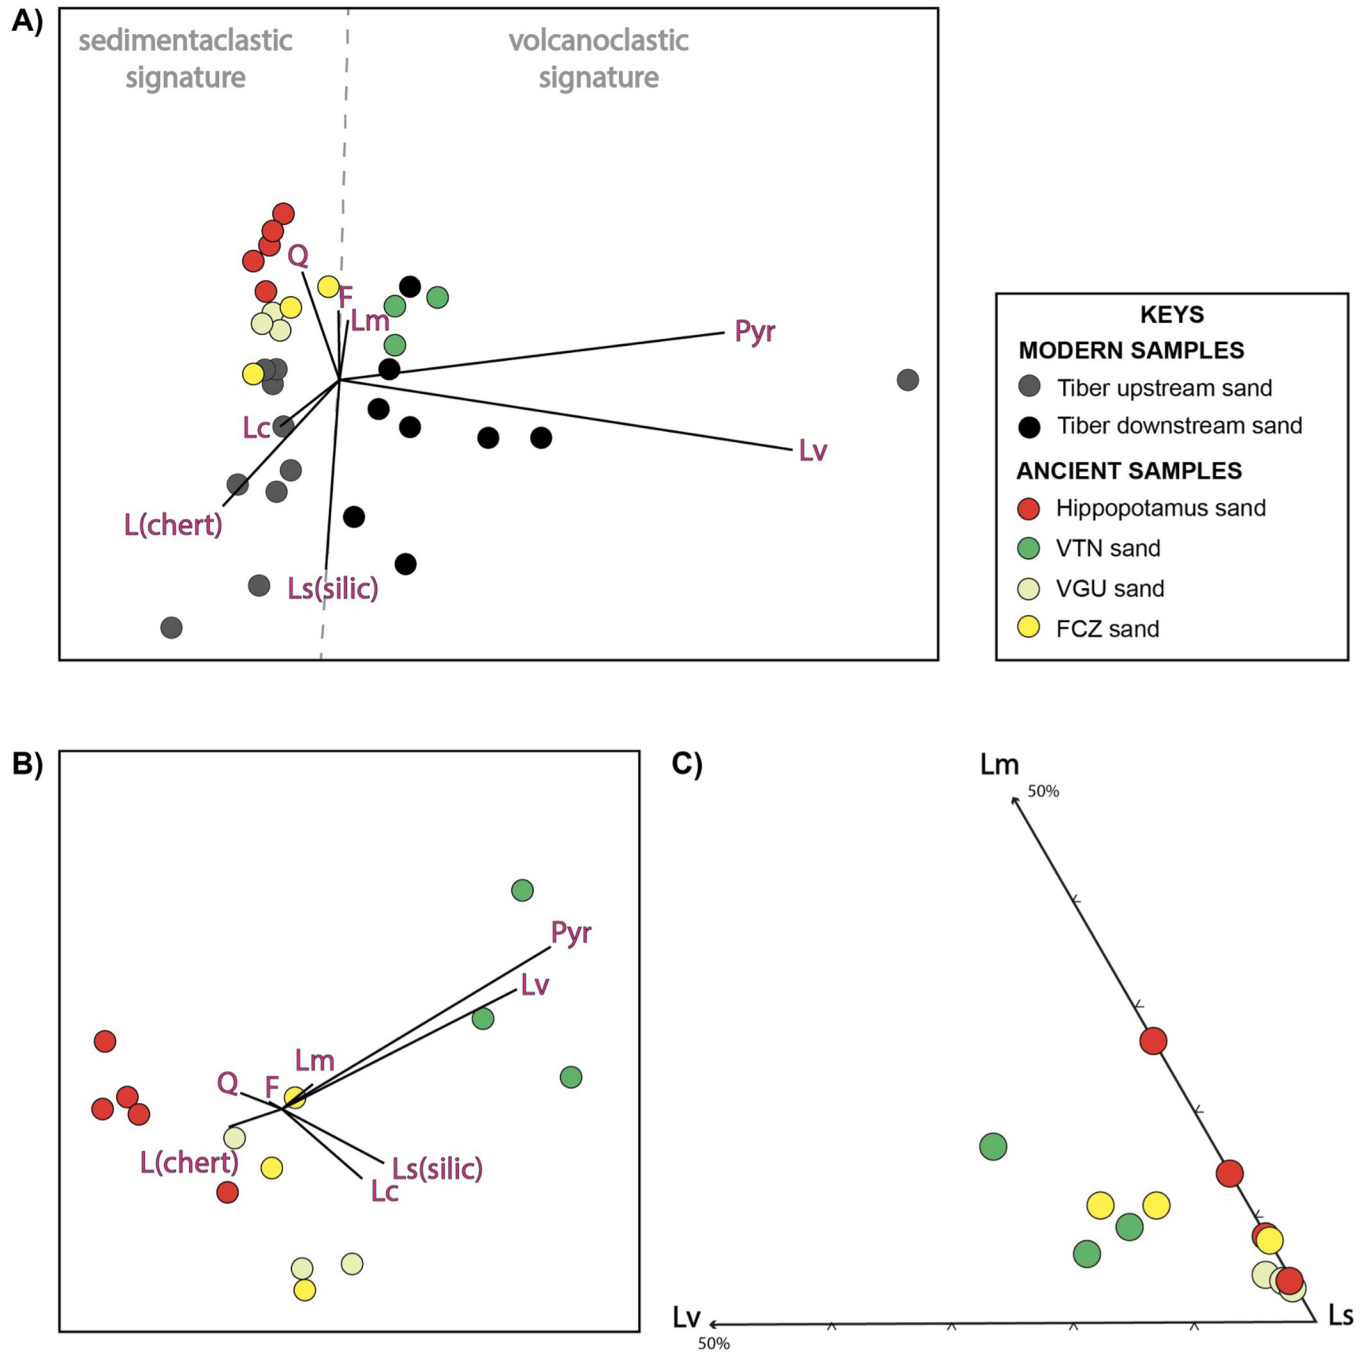 A)
sedimentaclastic
signature
volcanoclastic
signature
Q
F
Lm
Pyr
Lc
Lv
L(chert)
Ls(silic)
KEYS
MODERN SAMPLES
Tiber upstream sand
Tiber downstream sand
ANCIENT SAMPLES
Hippopotamus sand
VTN sand
VGU sand
FCZ sand
B)
Pyr
Lv
Lm
Q
F
L(chert)
Ls(silic)
Lc
C)
Lm
50%
Lv
50%
Ls